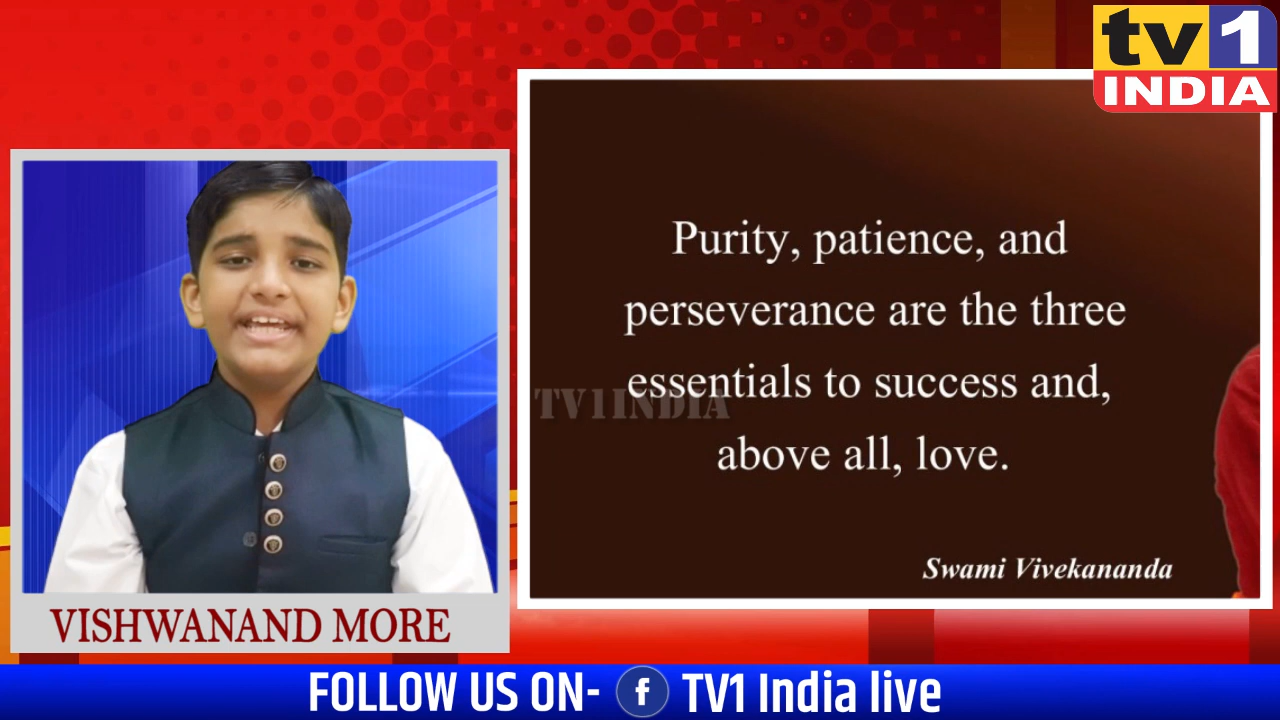 tv1
INDIA
Purity, patience, and
perseverance are the three
essentials to success and,
above all, love.
TV1INDIA
Swami Vivekananda
VISHWANAND MORE
FOLLOW US ON- f TV1 India live